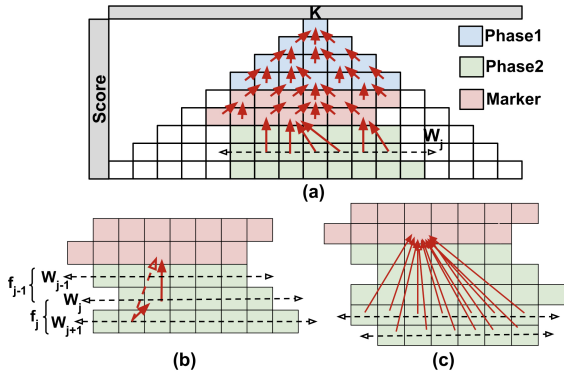 K
Score
Phase1
Phase2
Marker
Wj
(a)
fj-1 { Wj-1
Wj
fj { Wj+1
(b)
(c)